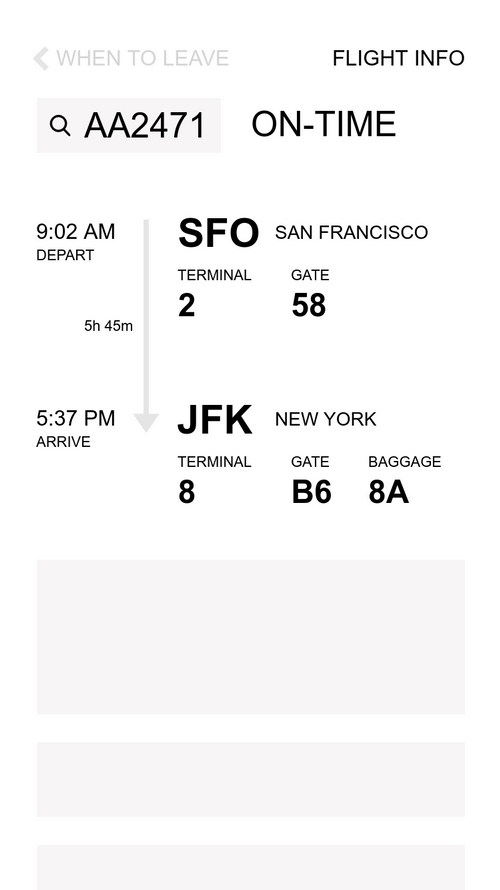 WHEN TO LEAVE
FLIGHT INFO
AA2471
ON-TIME
9:02 AM
DEPART
SFO SAN FRANCISCO
TERMINAL GATE
2 58
5h 45m
5:37 PM
ARRIVE
JFK NEW YORK
TERMINAL GATE BAGGAGE
8 B6 8A